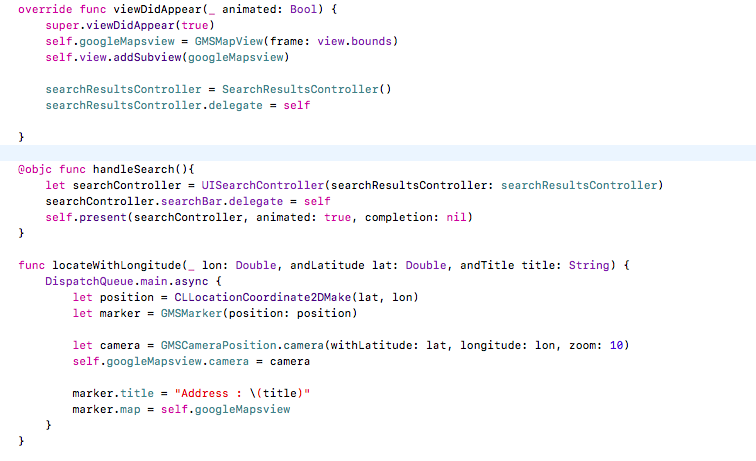 override func viewDidAppear(_ animated: Bool) {
    super.viewDidAppear(true)
    self.googleMapsview = GMSMapView(frame: view.bounds)
    self.view.addSubview(googleMapsview)

    searchResultsController = SearchResultsController()
    searchResultsController.delegate = self

}

@objc func handleSearch(){
    let searchController = UISearchController(searchResultsController: searchResultsController)
    searchController.searchBar.delegate = self
    self.present(searchController, animated: true, completion: nil)
}

func locateWithLongitude(_ lon: Double, andLatitude lat: Double, andTitle title: String) {
    DispatchQueue.main.async {
        let position = CLLocationCoordinate2DMake(lat, lon)
        let marker = GMSMarker(position: position)

        let camera = GMSCameraPosition.camera(withLatitude: lat, longitude: lon, zoom: 10)
        self.googleMapsview.camera = camera

        marker.title = "Address : \(title)"
        marker.map = self.googleMapsview
    }
}